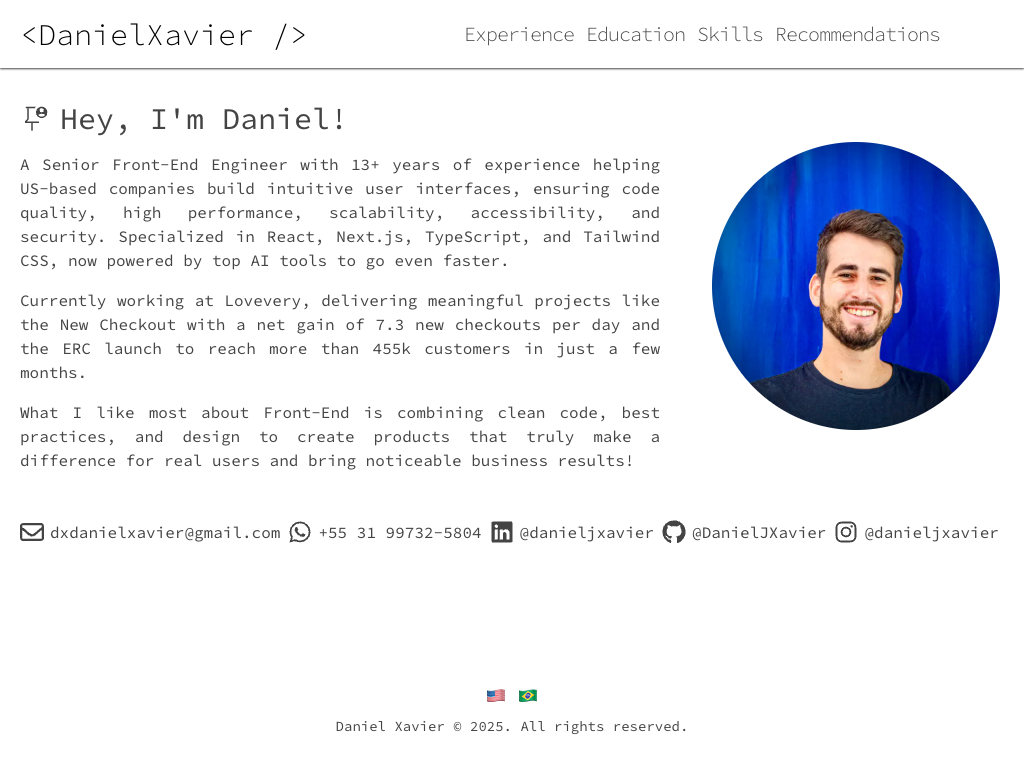 <DanielXavier />
Experience Education Skills Recommendations
Hey, I'm Daniel!
A Senior Front-End Engineer with 13+ years of experience helping
US-based companies build intuitive user interfaces, ensuring code
quality, high performance, scalability, accessibility, and
security. Specialized in React, Next.js, TypeScript, and Tailwind
CSS, now powered by top AI tools to go even faster.
Currently working at Lovevery, delivering meaningful projects like
the New Checkout with a net gain of 7.3 new checkouts per day and
the ERC launch to reach more than 455k customers in just a few
months.
What I like most about Front-End is combining clean code, best
practices, and design to create products that truly make a
difference for real users and bring noticeable business results!
dxdanielxavier@gmail.com +55 31 99732-5804 @danieljxavier @DanielJXavier @danieljxavier
Daniel Xavier © 2025. All rights reserved.